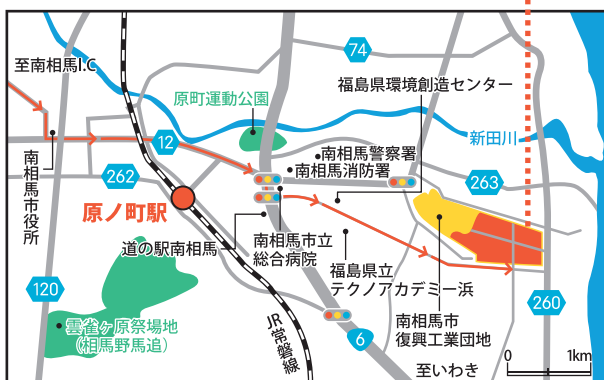 74
至南相馬I.C
福島県環境創造センター
原町運動公園
新田川
12
南相馬警察署
南相馬消防署
南相馬市役所
262
263
原ノ町駅
道の駅南相馬
南相馬市立
総合病院
福島県立
テクノアカデミー浜
120
260
南相馬市
復興工業団地
雲雀ヶ原祭場地
(相馬野馬追)
JR常磐線
6
至いわき
0 1km